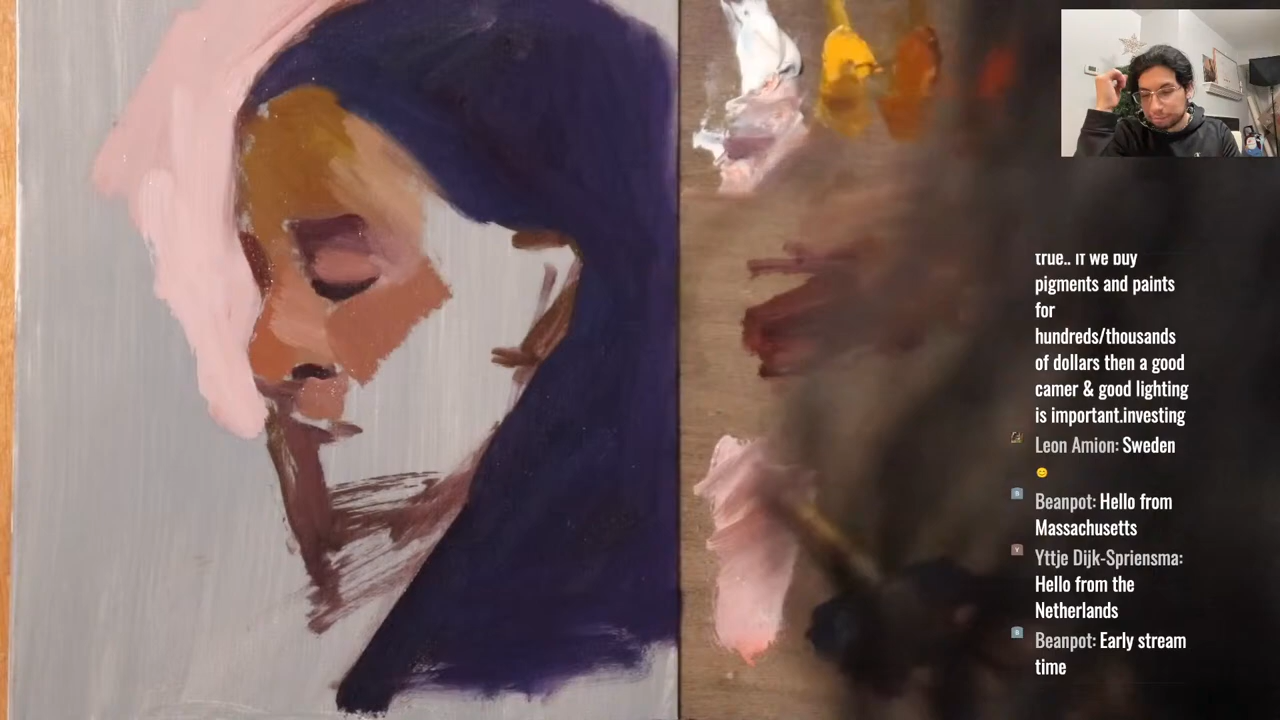 true.. If we buy
pigments and paints
for
hundreds/thousands
of dollars then a good
camer & good lighting
is important.investing
Leon Amion: Sweden
😊
Beanpot: Hello from
Massachusetts
Yttje Dijk-Spriensma:
Hello from the
Netherlands
Beanpot: Early stream
time